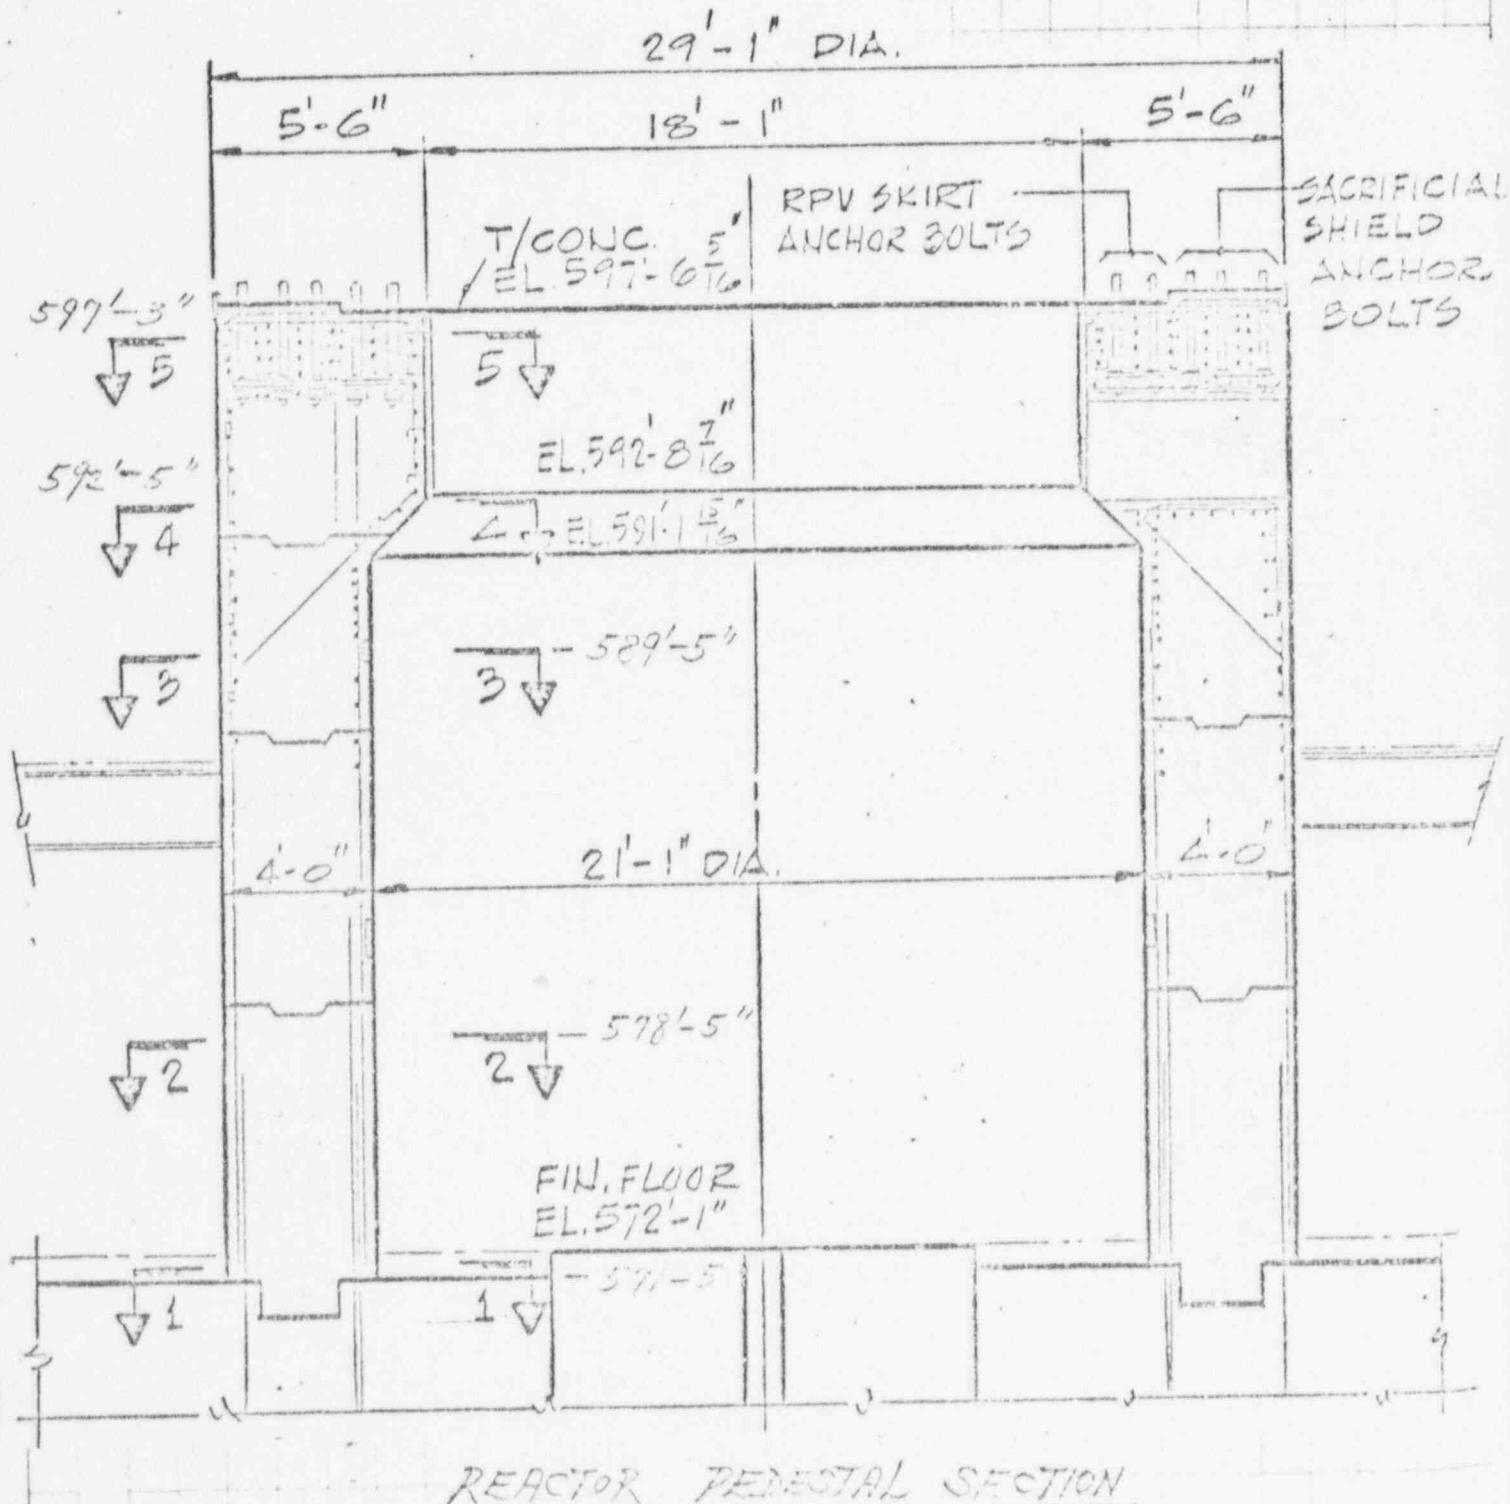 29'-1" DIA.
5'-6"
18'-1"
5'-6"
RPV SKIRT
ANCHOR BOLTS
SACRIFICIAL
SHIELD
ANCHOR
BOLTS
T/CONC.
EL. 597'-6 5/16"
597'-3"
5
5
EL. 592'-8 7/16"
592'-5"
4
4
EL. 591'-1 15/16"
589'-5"
3
3
4'-0"
21'-1" DIA.
4'-0"
578'-5"
2
2
FIN. FLOOR
EL. 572'-1"
1
1
REACTOR PEDESTAL SECTION